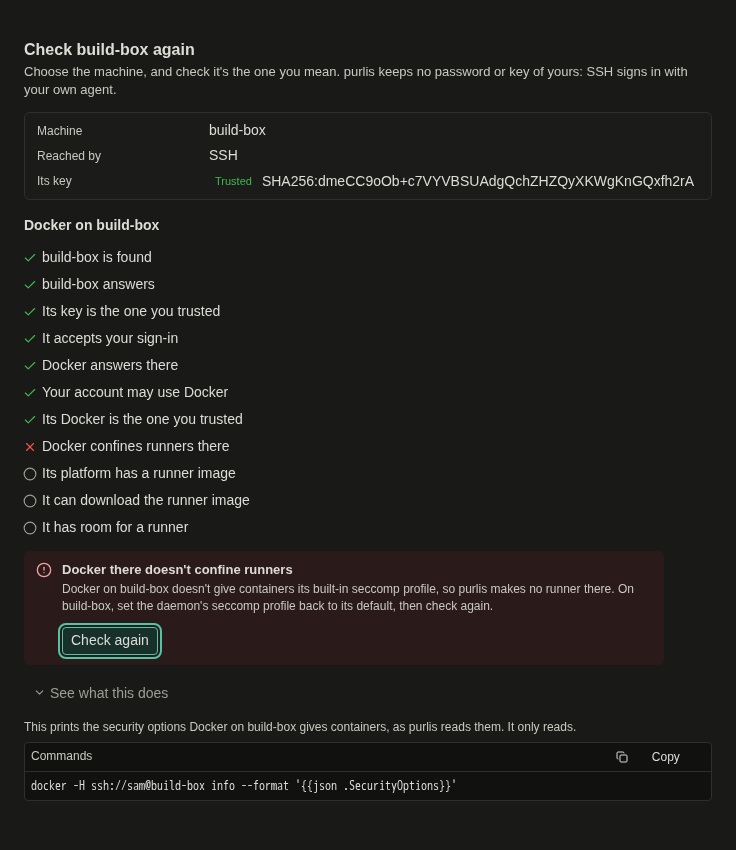 Check build-box again
Choose the machine, and check it's the one you mean. purlis keeps no password or key of yours: SSH signs in with
your own agent.
Machine build-box
Reached by SSH
Its key Trusted SHA256:dmeCC9oOb+c7VYVBSUAdgQchZHZQyXKWgKnGQxfh2rA
Docker on build-box
build-box is found
build-box answers
Its key is the one you trusted
It accepts your sign-in
Docker answers there
Your account may use Docker
Its Docker is the one you trusted
Docker confines runners there
Its platform has a runner image
It can download the runner image
It has room for a runner
Docker there doesn't confine runners
Docker on build-box doesn't give containers its built-in seccomp profile, so purlis makes no runner there. On
build-box, set the daemon's seccomp profile back to its default, then check again.
Check again
See what this does
This prints the security options Docker on build-box gives containers, as purlis reads them. It only reads.
Commands Copy
docker -H ssh://sam@build-box info --format '{{json .SecurityOptions}}'